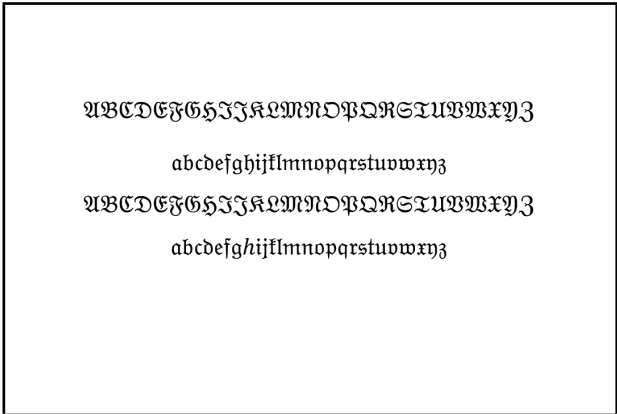 𝔄𝔅ℭ𝔇𝔈𝔉𝔊ℌℑ𝔍𝔎𝔏𝔐𝔑𝔒𝔓𝔔ℜ𝔖𝔗𝔘𝔙𝔚𝔛𝔜ℨ
𝔞𝔟𝔠𝔡𝔢𝔣𝔤𝔥𝔦𝔧𝔨𝔩𝔪𝔫𝔬𝔭𝔮𝔯𝔰𝔱𝔲𝔳𝔴𝔵𝔶𝔷
𝔄𝔅ℭ𝔇𝔈𝔉𝔊ℌℑ𝔍𝔎𝔏𝔐𝔑𝔒𝔓𝔔ℜ𝔖𝔗𝔘𝔙𝔚𝔛𝔜ℨ
𝔞𝔟𝔠𝔡𝔢𝔣𝔤ℎ𝔦𝔧𝔨𝔩𝔪𝔫𝔬𝔭𝔮𝔯𝔰𝔱𝔲𝔳𝔴𝔵𝔶𝔷